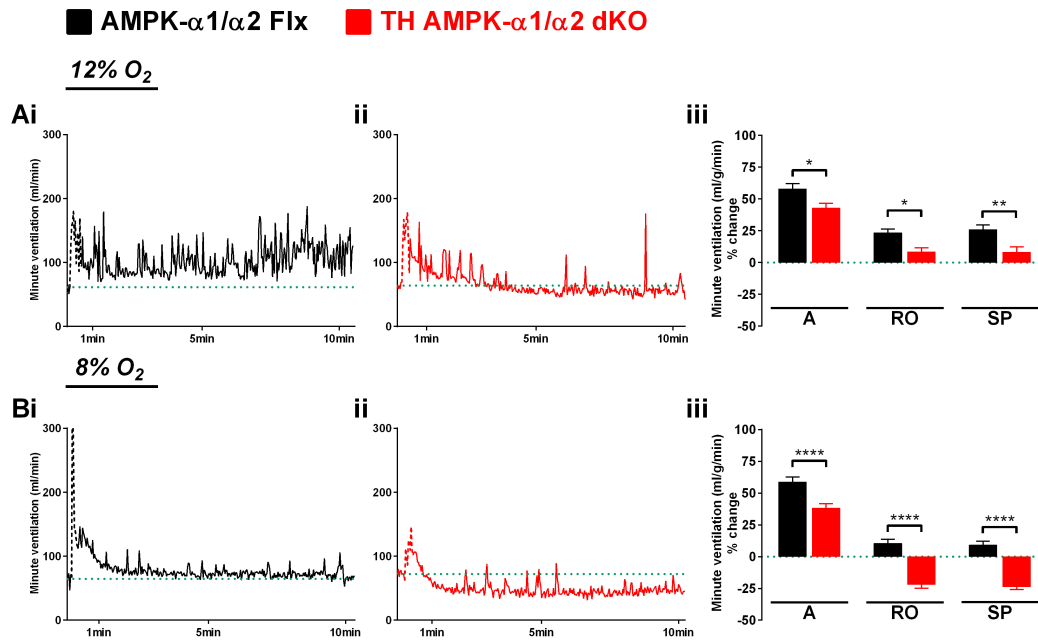 AMPK-α1/α2 Flx TH AMPK-α1/α2 dKO
12% O2
Ai ii iii
Minute ventilation (ml/min)
300
200
100
0
1min 5min 10min
300
200
100
0
1min 5min 10min
Minute ventilation (ml/g/min)
% change
100
75
50
25
0
-25
-50
* * **
A RO SP
8% O2
Bi ii iii
Minute ventilation (ml/min)
300
200
100
0
1min 5min 10min
300
200
100
0
1min 5min 10min
Minute ventilation (ml/g/min)
% change
100
75
50
25
0
-25
-50
**** **** ****
A RO SP